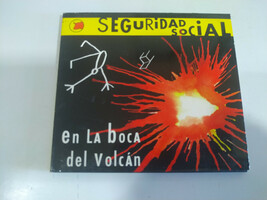 SEGURIDAD
SOCIAL
en LA boca
del volcán